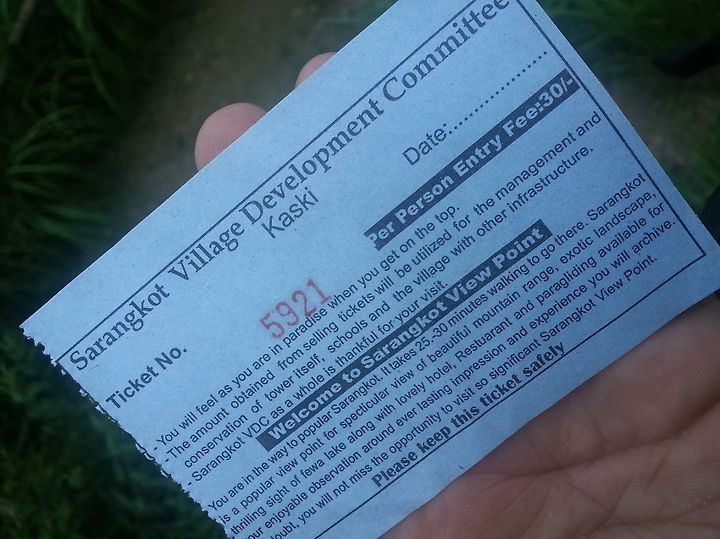 Sarangkot Village Development Committee
Kaski
Date:....................
Ticket No. 5921
Per Person Entry Fee:30/-
You will feel as you are in paradise when you get on the top.
The amount obtained from selling tickets will be utilized for the management and
conservation of tower itself, schools and the village with other infrastructure.
Sarangkot VDC as a whole is thankful for your visit.
Welcome to Sarangkot View Point
You are in the way to popular Sarangkot. It takes 25.-30 minutes walking to go there. Sarangkot
is a popular view point for specticular view of beautiful mountain range, exotic landscape,
thrilling sight of fewa lake along with lovely hotel, Restuarant and paragliding available for
our enjoyable observation around ever lasting impression and experience you will archive.
doubt, you will not miss the opportunity to visit so significant Sarangkot View Point.
Please keep this ticket safely